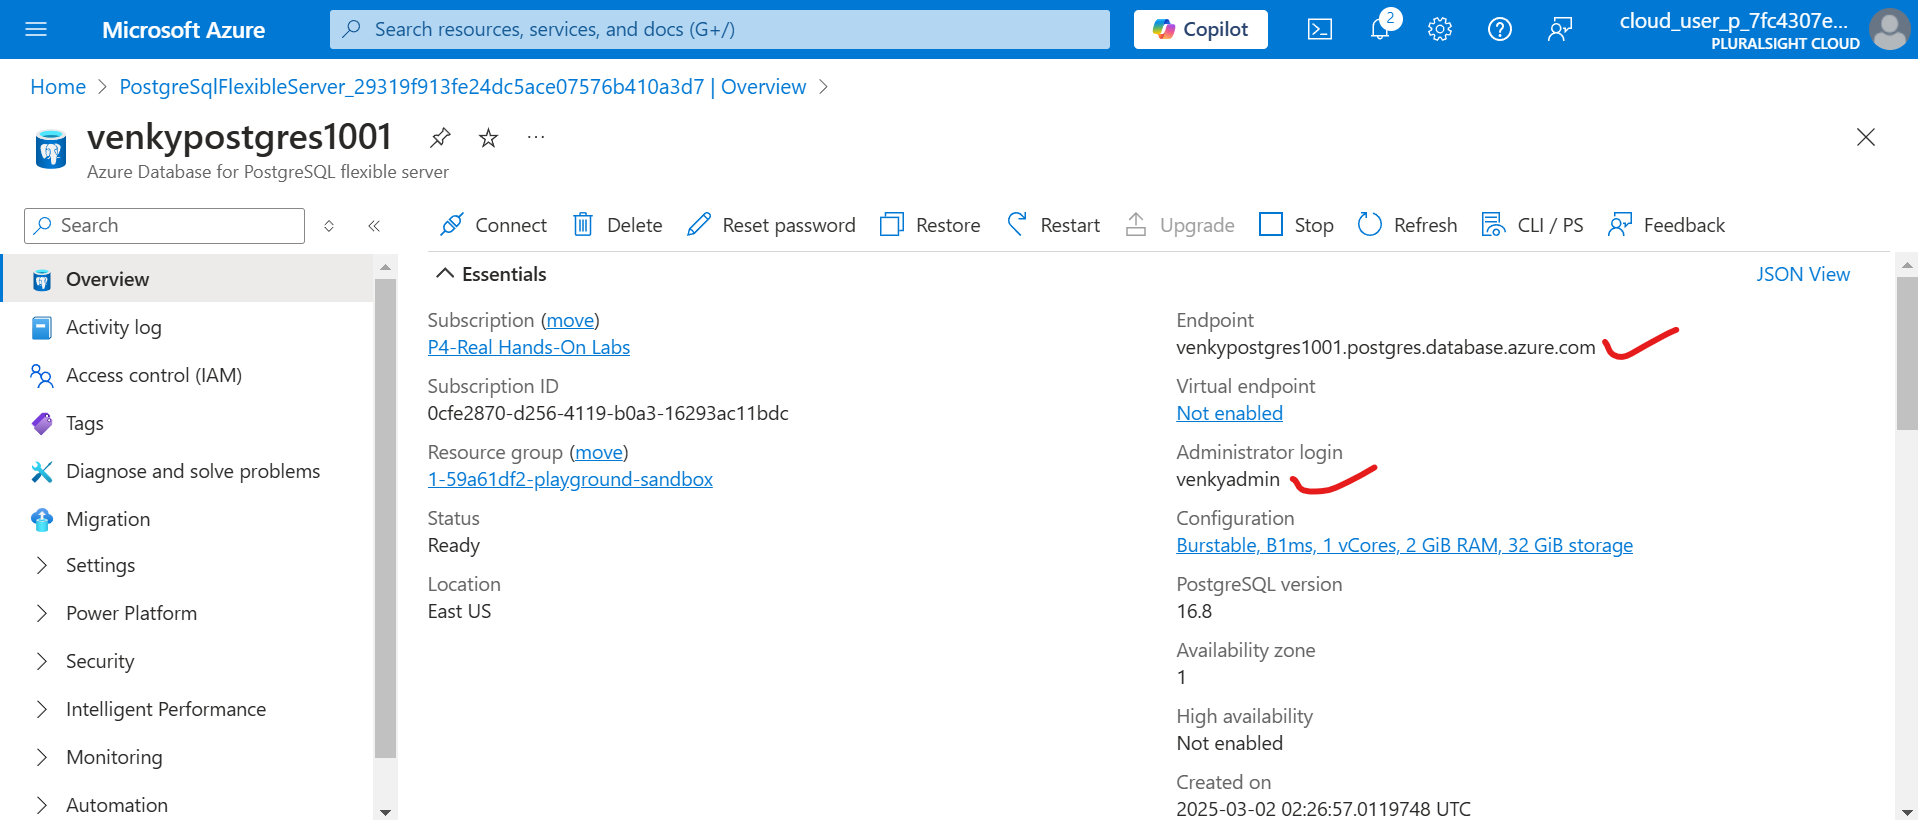 Microsoft Azure
Search resources, services, and docs (G+/)
Copilot
2
cloud_user_p_7fc4307e...
PLURALSIGHT CLOUD
Home > PostgreSqlFlexibleServer_29319f913fe24dc5ace07576b410a3d7 | Overview >
venkypostgres1001
Azure Database for PostgreSQL flexible server
Search
Connect Delete Reset password Restore Restart Upgrade Stop Refresh CLI / PS Feedback
Overview
Activity log
Access control (IAM)
Tags
Diagnose and solve problems
Migration
Settings
Power Platform
Security
Intelligent Performance
Monitoring
Automation
Essentials
JSON View
Subscription (move)
P4-Real Hands-On Labs
Subscription ID
0cfe2870-d256-4119-b0a3-16293ac11bdc
Resource group (move)
1-59a61df2-playground-sandbox
Status
Ready
Location
East US
Endpoint
venkypostgres1001.postgres.database.azure.com
Virtual endpoint
Not enabled
Administrator login
venkyadmin
Configuration
Burstable, B1ms, 1 vCores, 2 GiB RAM, 32 GiB storage
PostgreSQL version
16.8
Availability zone
1
High availability
Not enabled
Created on
2025-03-02 02:26:57.0119748 UTC